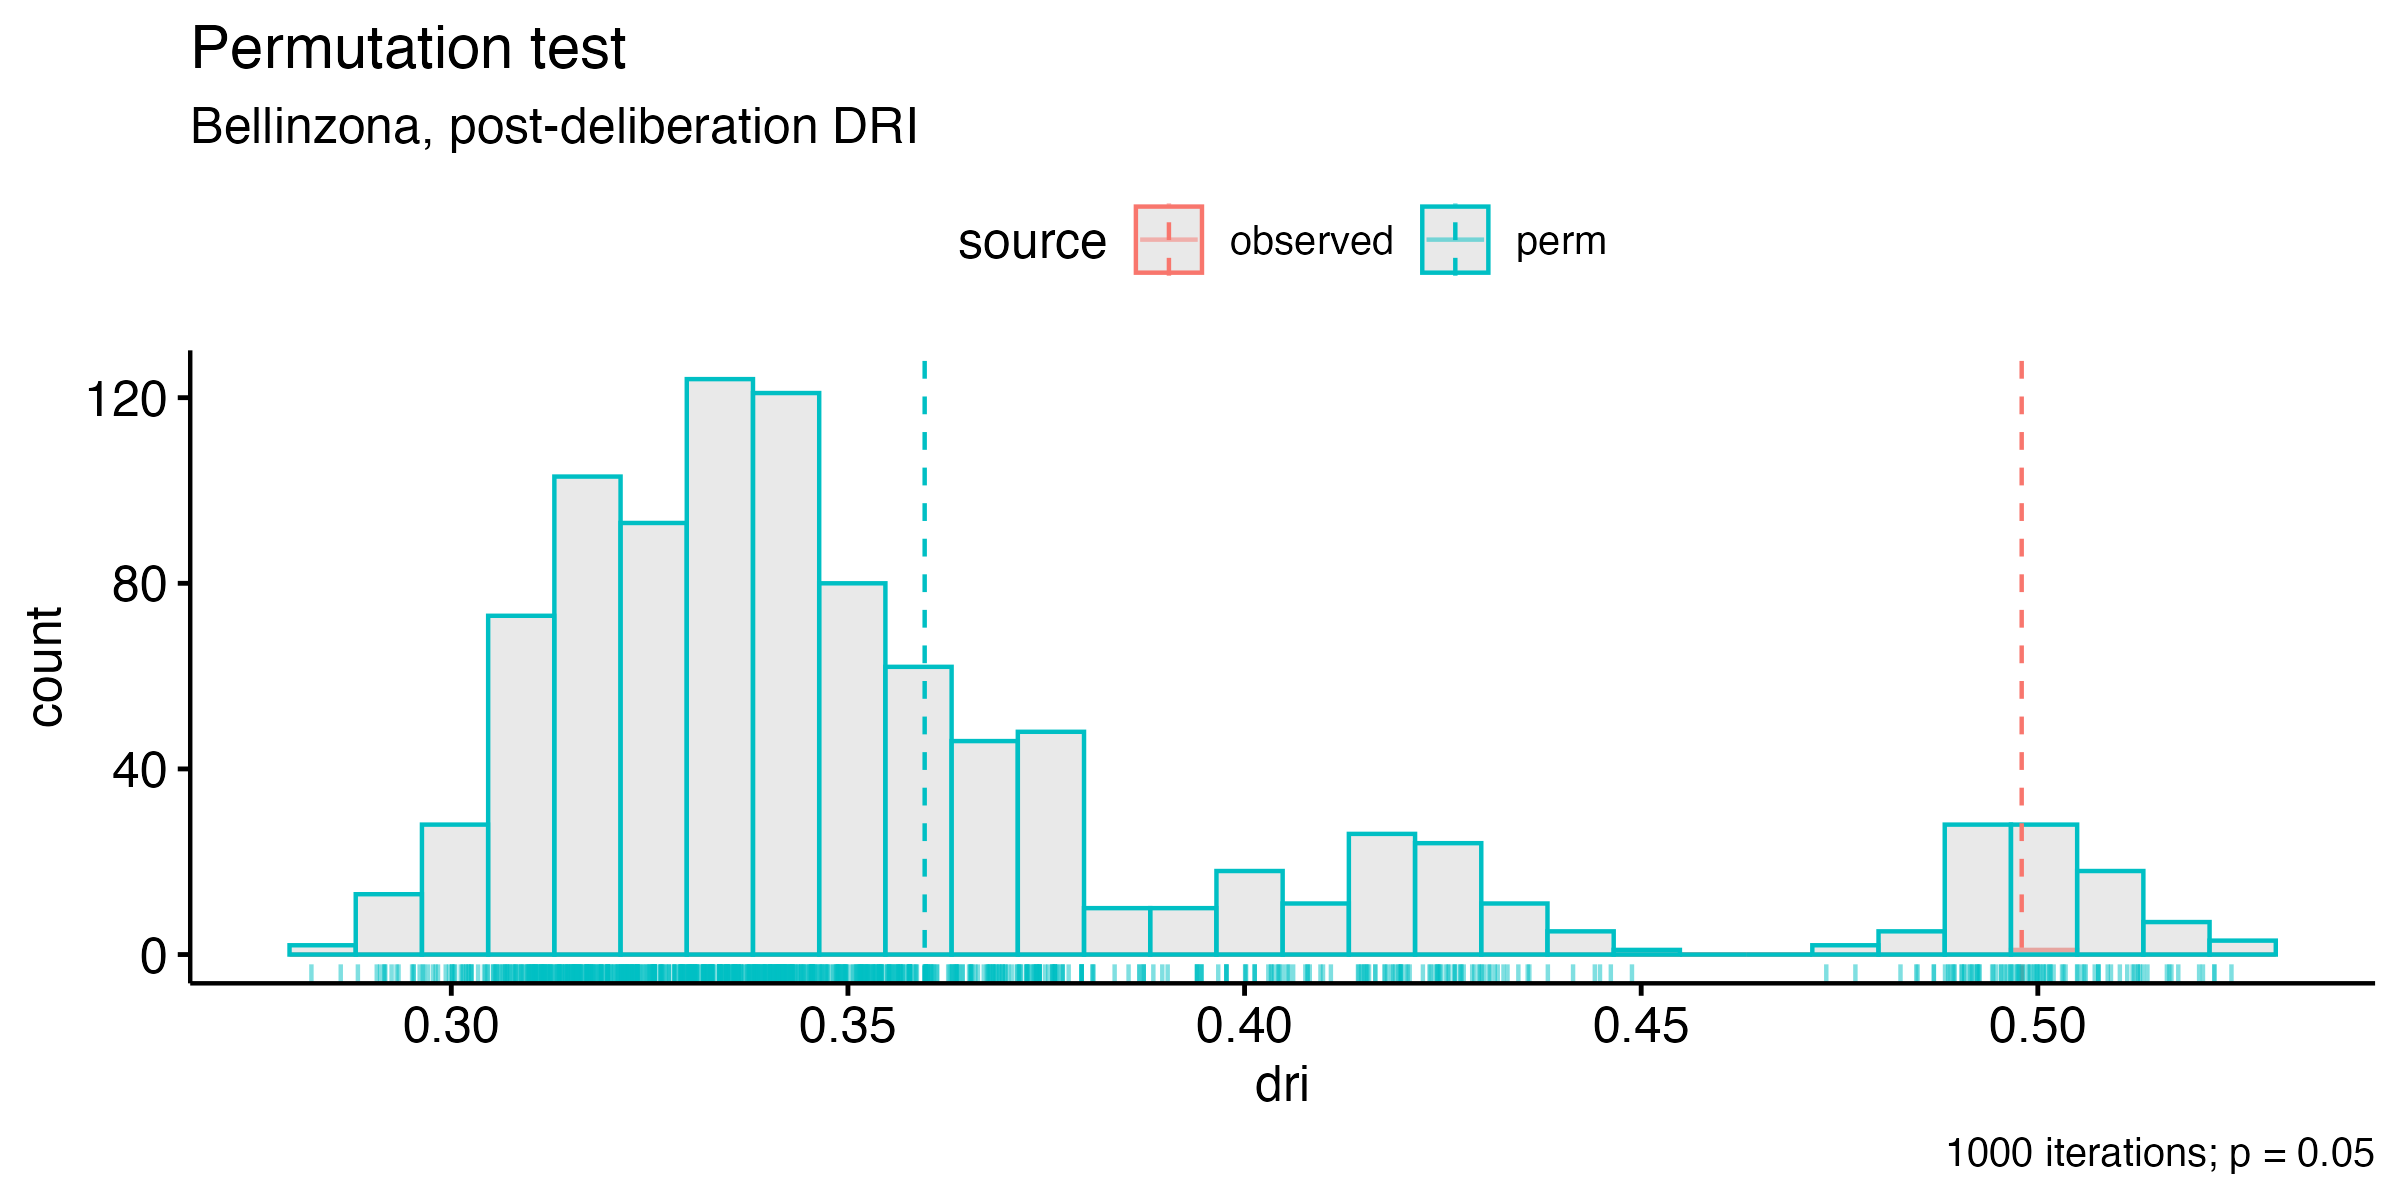 Permutation test
Bellinzona, post-deliberation DRI
source observed perm
120
80
40
0
count
0.30 0.35 0.40 0.45 0.50
dri
1000 iterations; p = 0.05